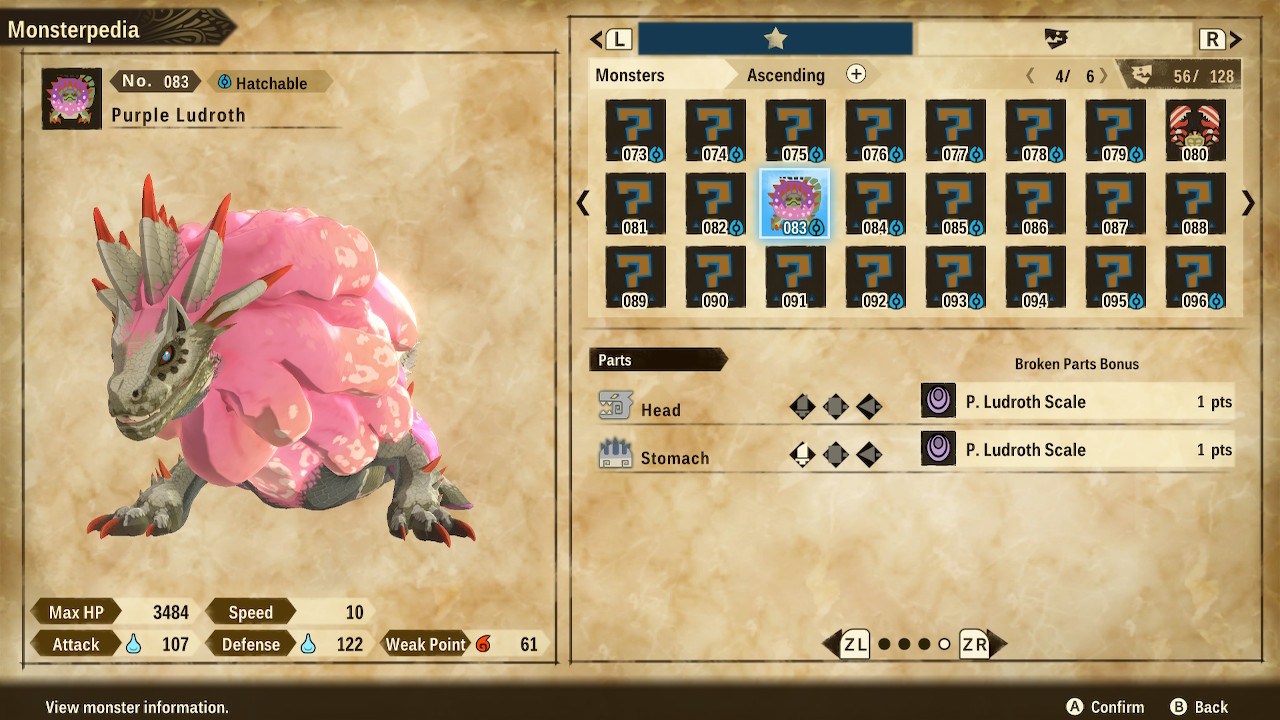 Monsterpedia
No. 083
Hatchable
Purple Ludroth
Max HP 3484
Speed 10
Attack 107
Defense 122
Weak Point 61
L
R
Monsters
Ascending
4/ 6
56/ 128
? 073 ? 074 ? 075 ? 076 ? 077 ? 078 ? 079 080
? 081 ? 082 083 ? 084 ? 085 ? 086 ? 087 ? 088
? 089 ? 090 ? 091 ? 092 ? 093 ? 094 ? 095 ? 096
Parts
Broken Parts Bonus
Head P. Ludroth Scale 1 pts
Stomach P. Ludroth Scale 1 pts
ZL ZR
View monster information.
A Confirm B Back